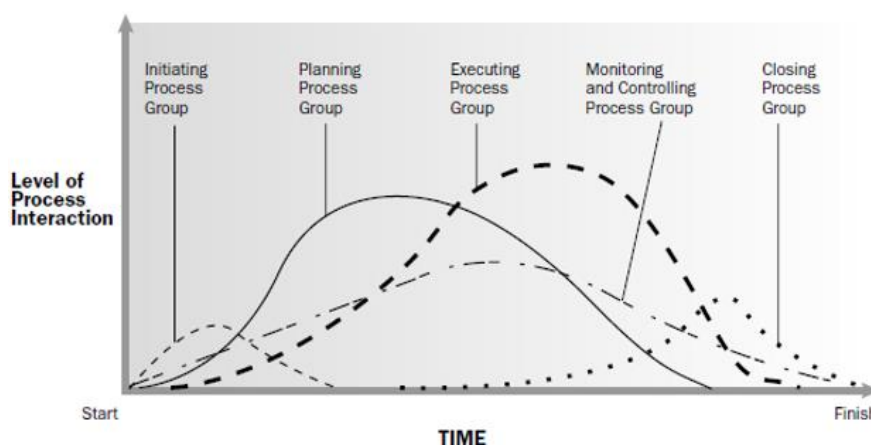 Initiating
Process
Group
Planning
Process
Group
Executing
Process
Group
Monitoring
and Controlling
Process Group
Closing
Process
Group
Level of
Process
Interaction
Start
Finish
TIME